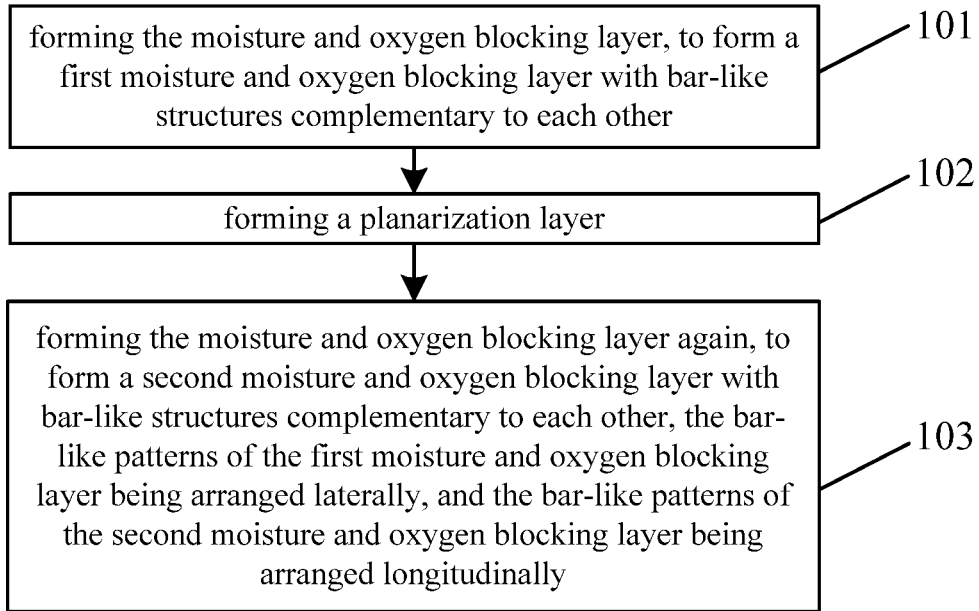 forming the moisture and oxygen blocking layer, to form a
first moisture and oxygen blocking layer with bar-like
structures complementary to each other
101
forming a planarization layer
102
forming the moisture and oxygen blocking layer again, to
form a second moisture and oxygen blocking layer with
bar-like structures complementary to each other, the bar-
like patterns of the first moisture and oxygen blocking
layer being arranged laterally, and the bar-like patterns of
the second moisture and oxygen blocking layer being
arranged longitudinally
103